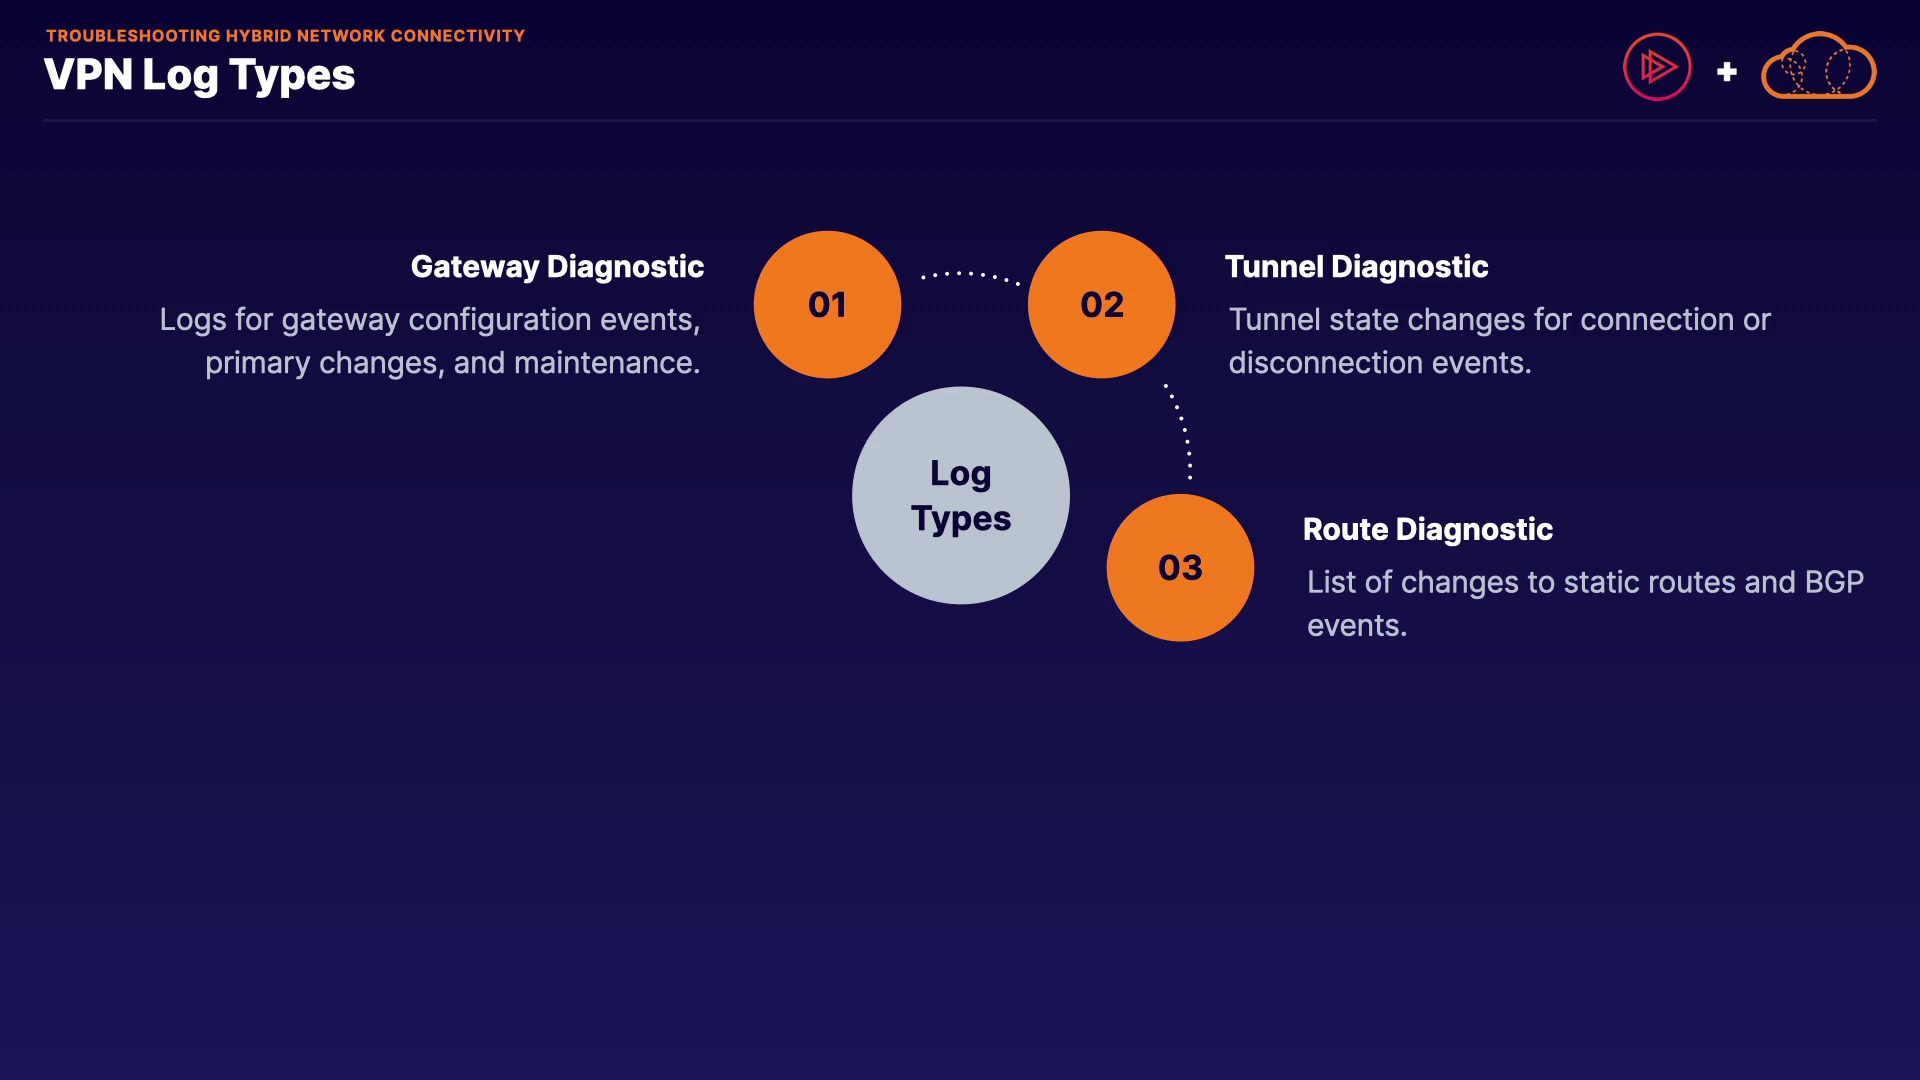 TROUBLESHOOTING HYBRID NETWORK CONNECTIVITY
VPN Log Types
Gateway Diagnostic
Logs for gateway configuration events,
primary changes, and maintenance.
01
02
Tunnel Diagnostic
Tunnel state changes for connection or
disconnection events.
Log
Types
03
Route Diagnostic
List of changes to static routes and BGP
events.